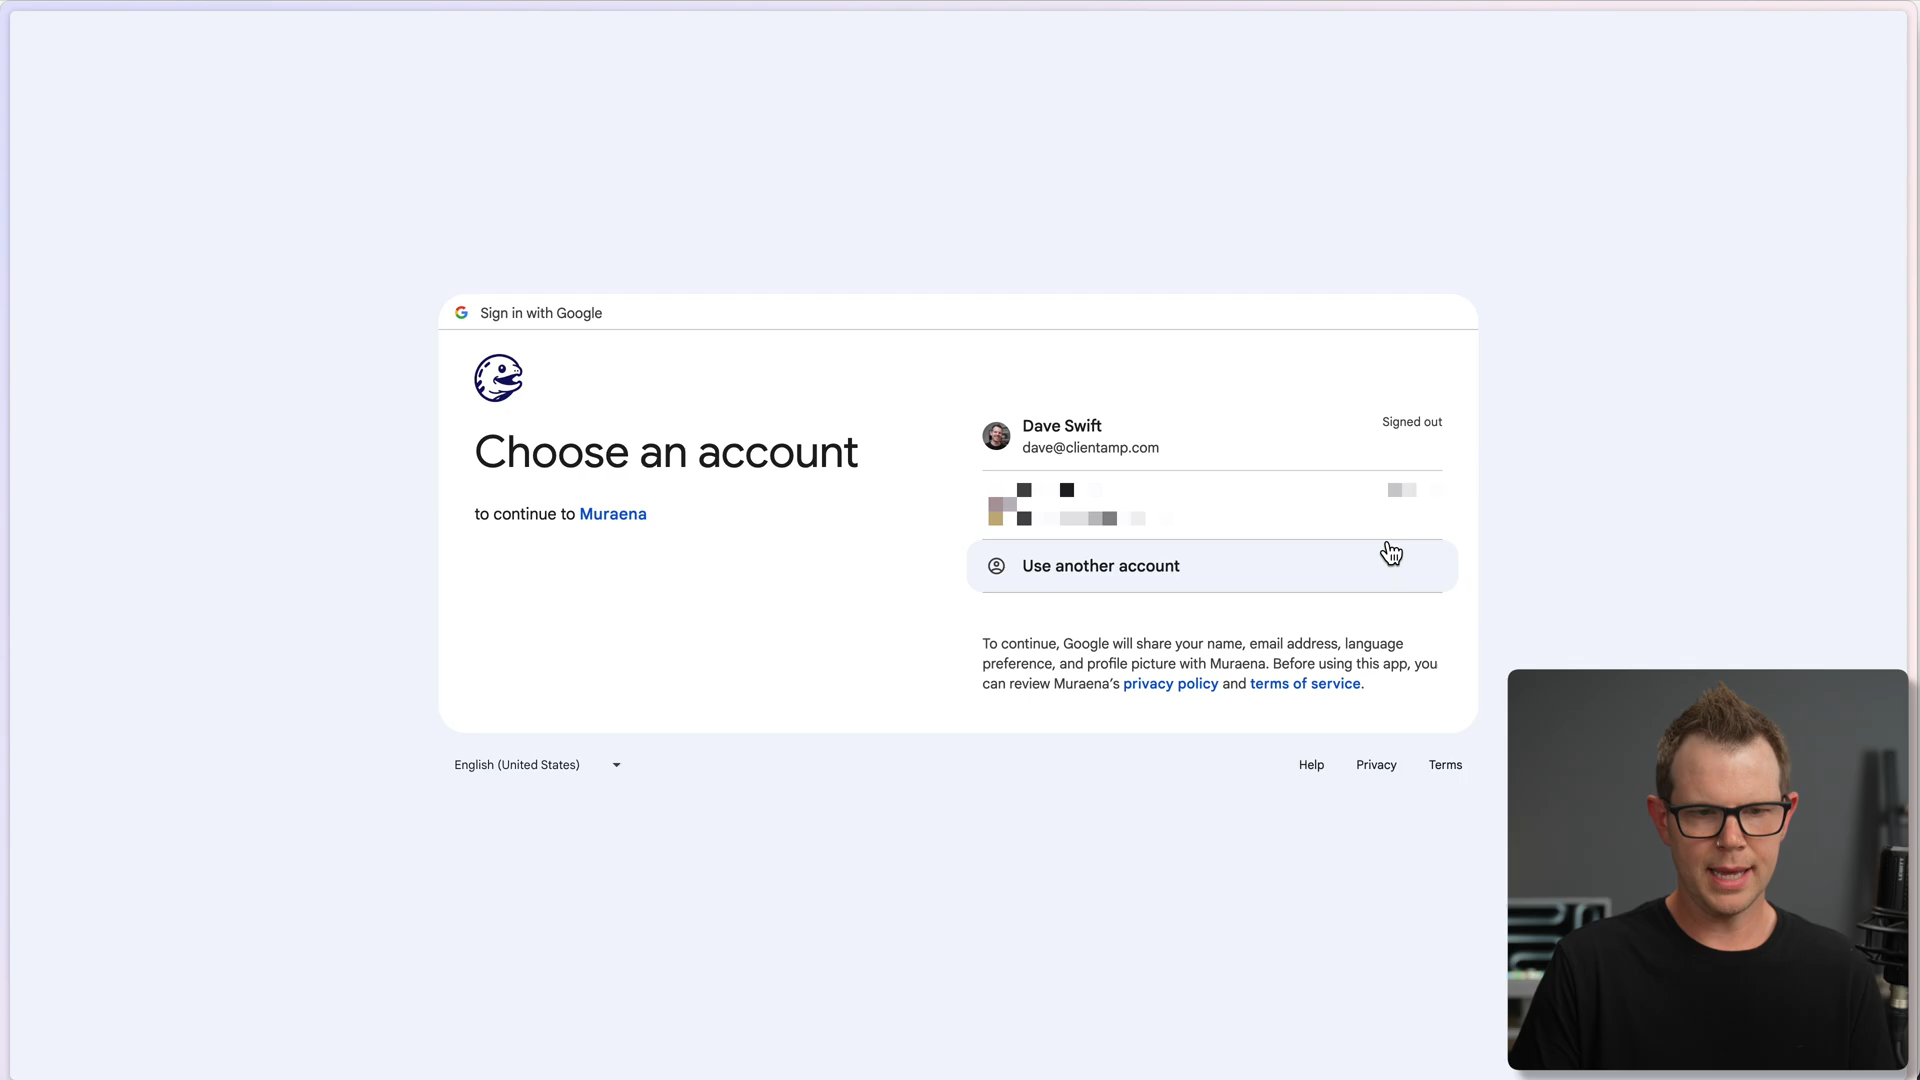 Sign in with Google
Choose an account
to continue to Muraena
Dave Swift
dave@clientamp.com
Signed out
Use another account
To continue, Google will share your name, email address, language
preference, and profile picture with Muraena. Before using this app, you
can review Muraena’s privacy policy and terms of service.
English (United States)
Help
Privacy
Terms